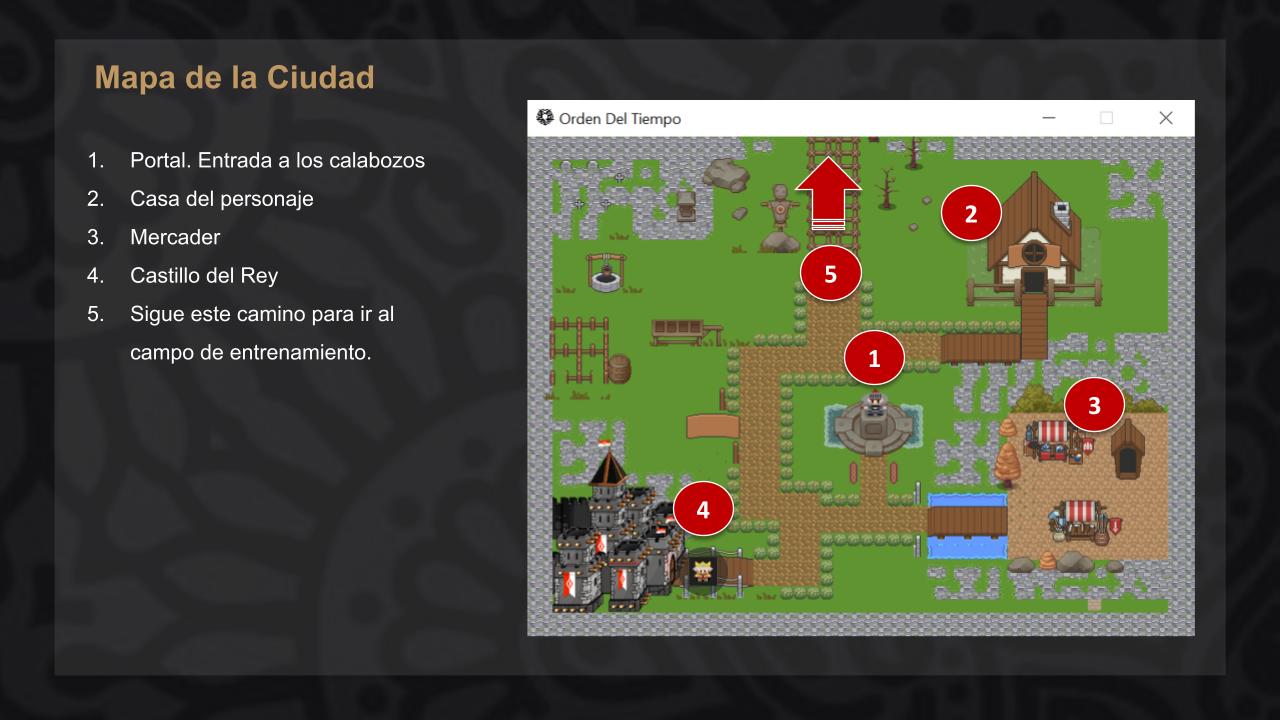 Mapa de la Ciudad
1. Portal. Entrada a los calabozos
2. Casa del personaje
3. Mercader
4. Castillo del Rey
5. Sigue este camino para ir al
campo de entrenamiento.
Orden Del Tiempo
2
5
1
3
4